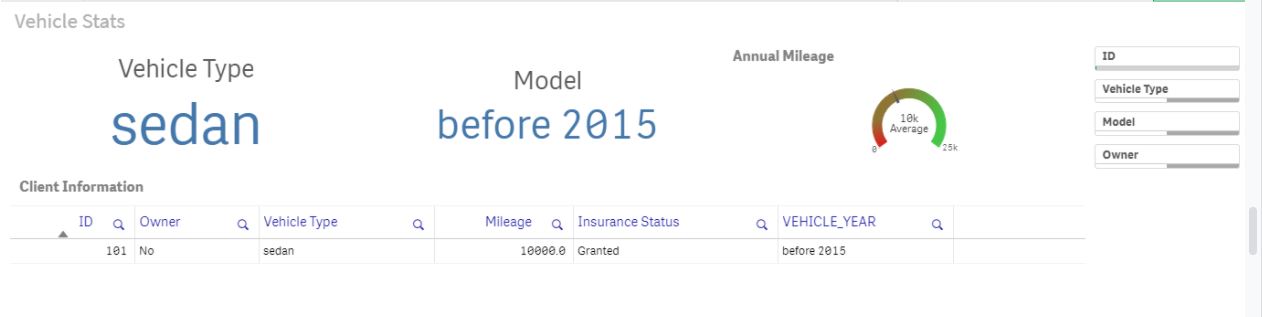 Vehicle Stats
Vehicle Type
sedan
Model
before 2015
Annual Mileage
10k
Average
0
25k
ID
Vehicle Type
Model
Owner
Client Information
ID Owner Vehicle Type Mileage Insurance Status VEHICLE_YEAR
101 No sedan 10000.0 Granted before 2015